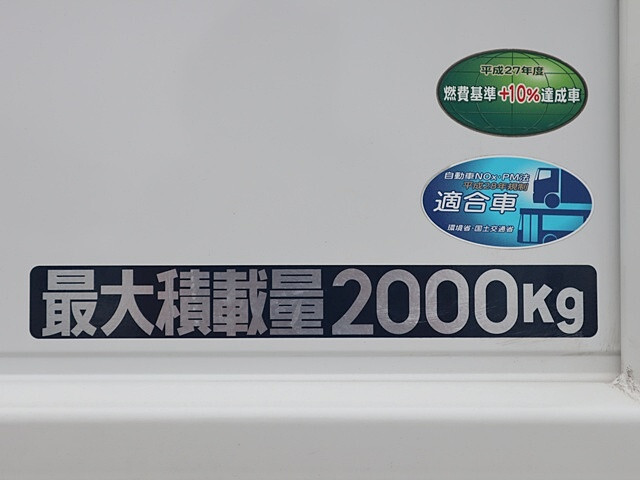 平成27年度
燃費基準+10%達成車
自動車NOx・PM法
平成28年規制
適合車
環境省・国土交通省
最大積載量2000Kg